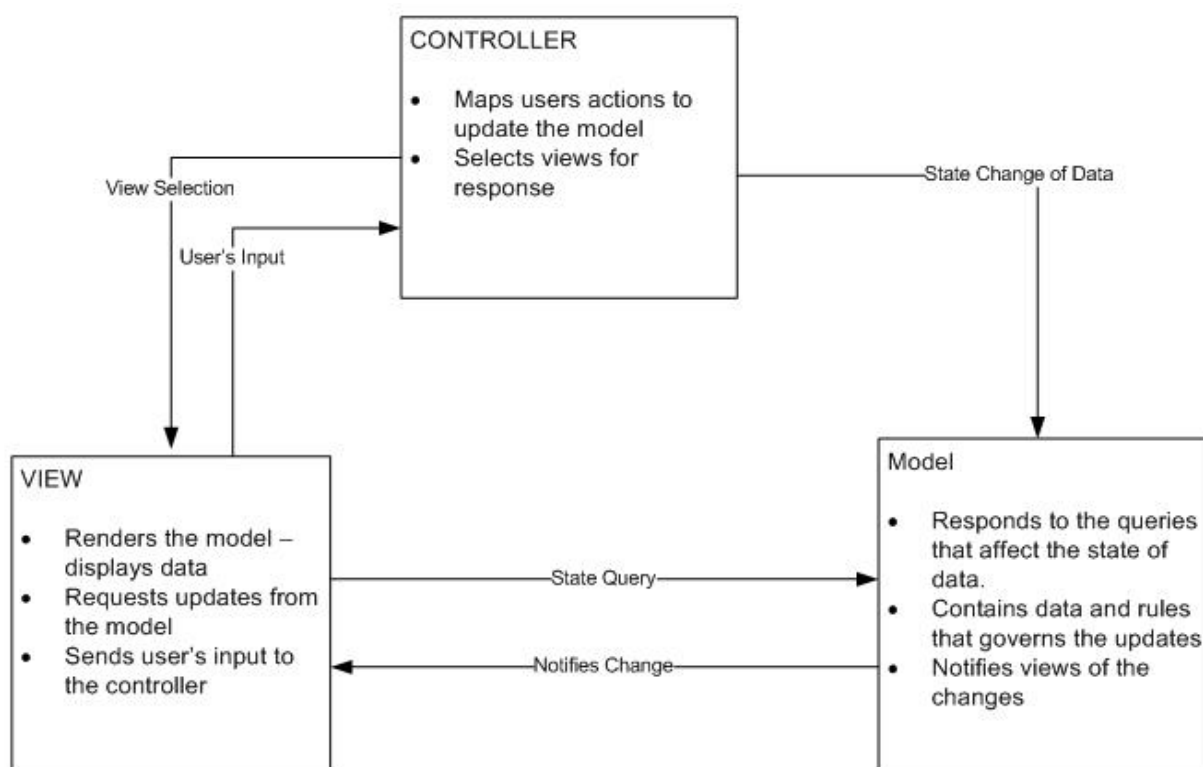 CONTROLLER
• Maps users actions to
update the model
• Selects views for
response
View Selection
State Change of Data
User's Input
VIEW
• Renders the model –
displays data
• Requests updates from
the model
• Sends user's input to
the controller
State Query
Notifies Change
Model
• Responds to the queries
that affect the state of
data.
• Contains data and rules
that governs the updates
• Notifies views of the
changes